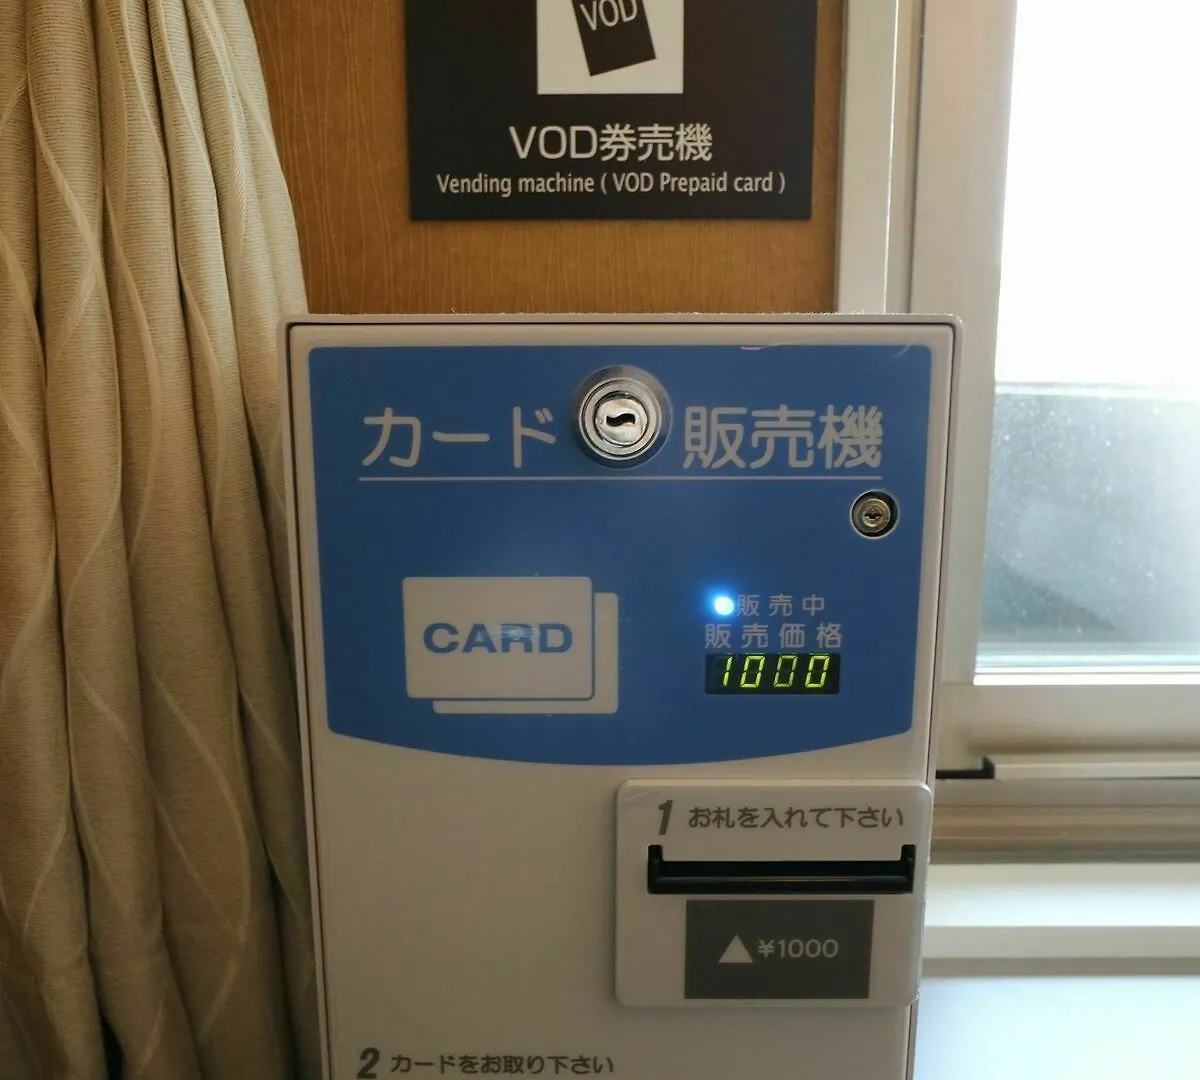 VOD
VOD券売機
Vending machine ( VOD Prepaid card )
カード 販売機
CARD
販売中
販売価格
1000
1 お札を入れて下さい
▲¥1000
2 カードをお取り下さい